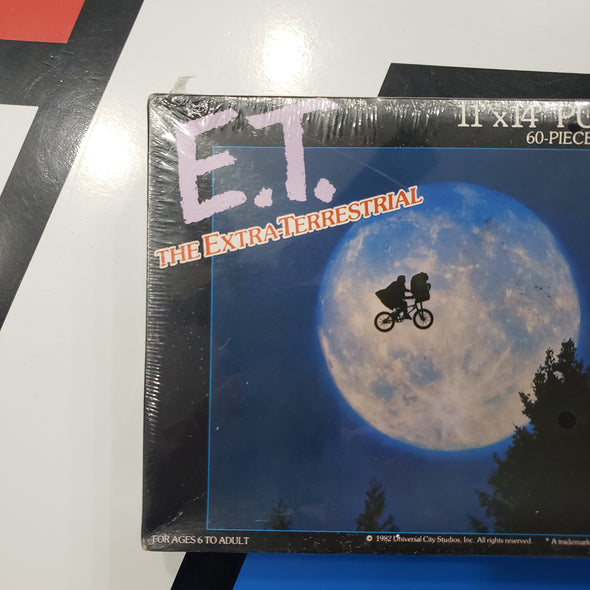 E.T.
THE EXTRA-TERRESTRIAL
11"x14"
60-PIECE
FOR AGES 6 TO ADULT
© 1982 Universal City Studios, Inc. All rights reserved. * A trademark